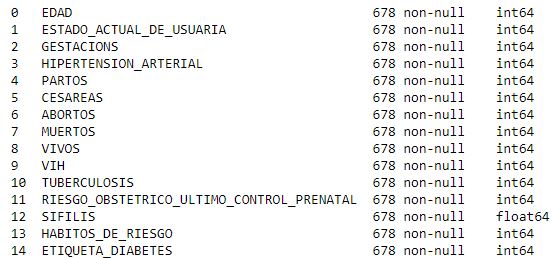 0 EDAD 678 non-null int64
1 ESTADO_ACTUAL_DE_USUARIA 678 non-null int64
2 GESTACIONS 678 non-null int64
3 HIPERTENSION_ARTERIAL 678 non-null int64
4 PARTOS 678 non-null int64
5 CESAREAS 678 non-null int64
6 ABORTOS 678 non-null int64
7 MUERTOS 678 non-null int64
8 VIVOS 678 non-null int64
9 VIH 678 non-null int64
10 TUBERCULOSIS 678 non-null int64
11 RIESGO_OBSTETRICO_ULTIMO_CONTROL_PRENATAL 678 non-null int64
12 SIFILIS 678 non-null float64
13 HABITOS_DE_RIESGO 678 non-null int64
14 ETIQUETA_DIABETES 678 non-null int64